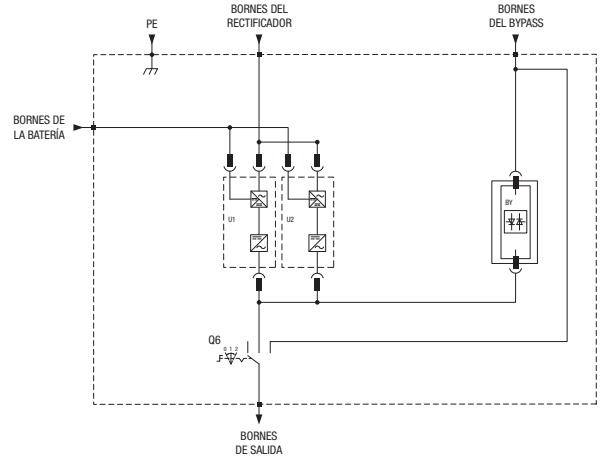 BORNES DEL
RECTIFICADOR
BORNES
DEL BYPASS
PE
BORNES DE
LA BATERÍA
U1
U2
BY
Q6
0 1 2
BORNES
DE SALIDA